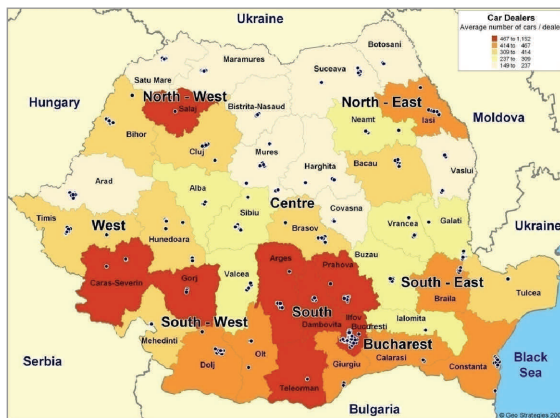 Ukraine
Car Dealers
Average number of cars / dealer
467 to 1,152
414 to 467
309 to 414
237 to 309
149 to 237
Botosani
Maramures
Suceava
Satu Mare
Hungary
North - West
North - East
Salaj
Bistrita-Nasaud
Iasi
Moldova
Bihor
Neamt
Cluj
Mures
Bacau
Vaslui
Harghita
Arad
Alba
Centre
Covasna
Timis
West
Sibiu
Vrancea
Galati
Ukraine
Hunedoara
Brasov
Buzau
Arges
Prahova
Caras-Severin
Gorj
Valcea
South - East
Tulcea
Braila
South
Ilfov
Dambovita
Bucuresti
Ialomita
South - West
Mehedinti
Bucharest
Olt
Black
Sea
Serbia
Dolj
Giurgiu
Calarasi
Constanta
Teleorman
Bulgaria
© Geo Strategies